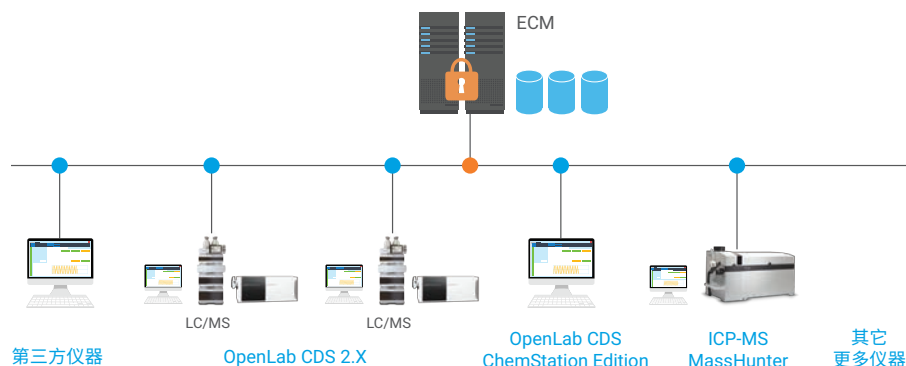 ECM
LC/MS
LC/MS
第三方仪器
OpenLab CDS 2.X
OpenLab CDS
ChemStation Edition
ICP-MS
MassHunter
其它
更多仪器